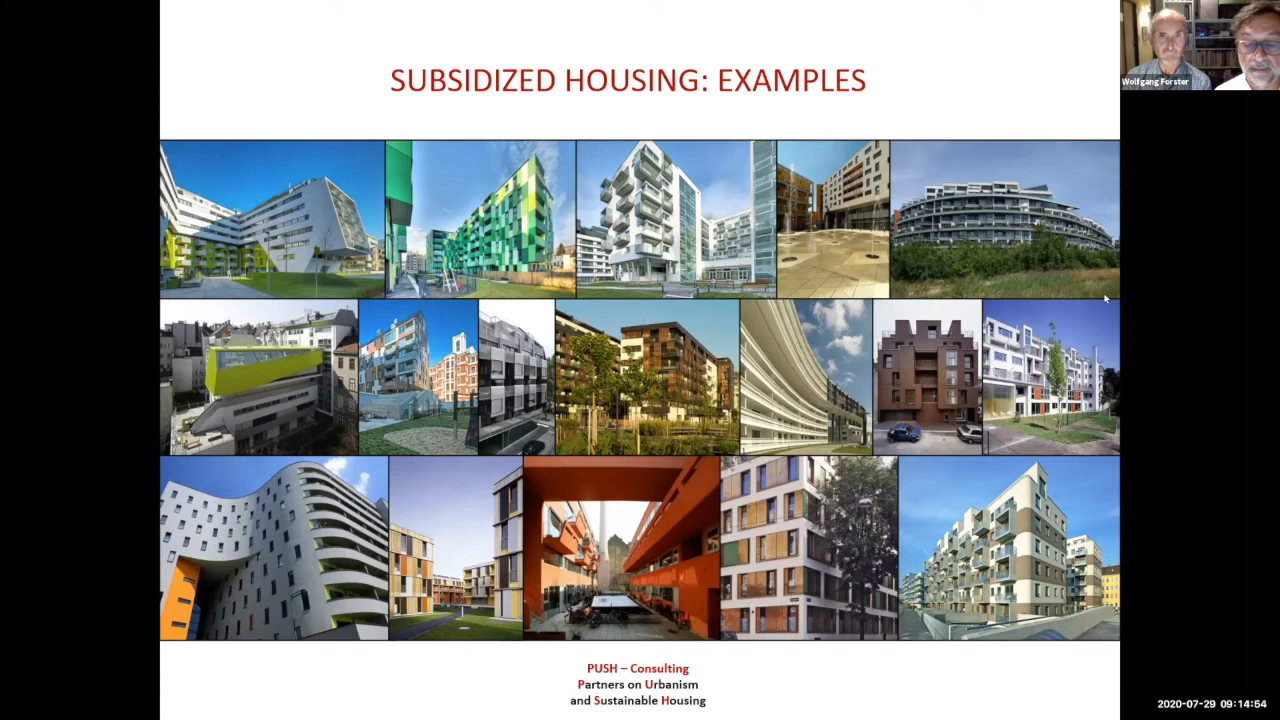 SUBSIDIZED HOUSING: EXAMPLES
Wolfgang Forster
PUSH – Consulting
Partners on Urbanism
and Sustainable Housing
2020-07-29 09:14:54